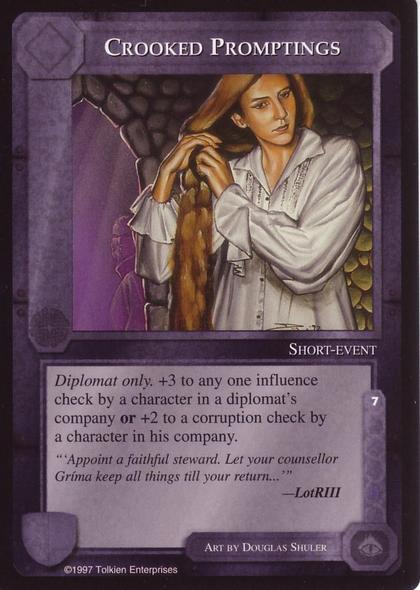 Crooked Promptings
Short-event
Diplomat only. +3 to any one influence
check by a character in a diplomat's
company or +2 to a corruption check by
a character in his company.
"'Appoint a faithful steward. Let your counsellor
Gríma keep all things till your return...'"
—LotRIII
7
Art by Douglas Shuler
©1997 Tolkien Enterprises